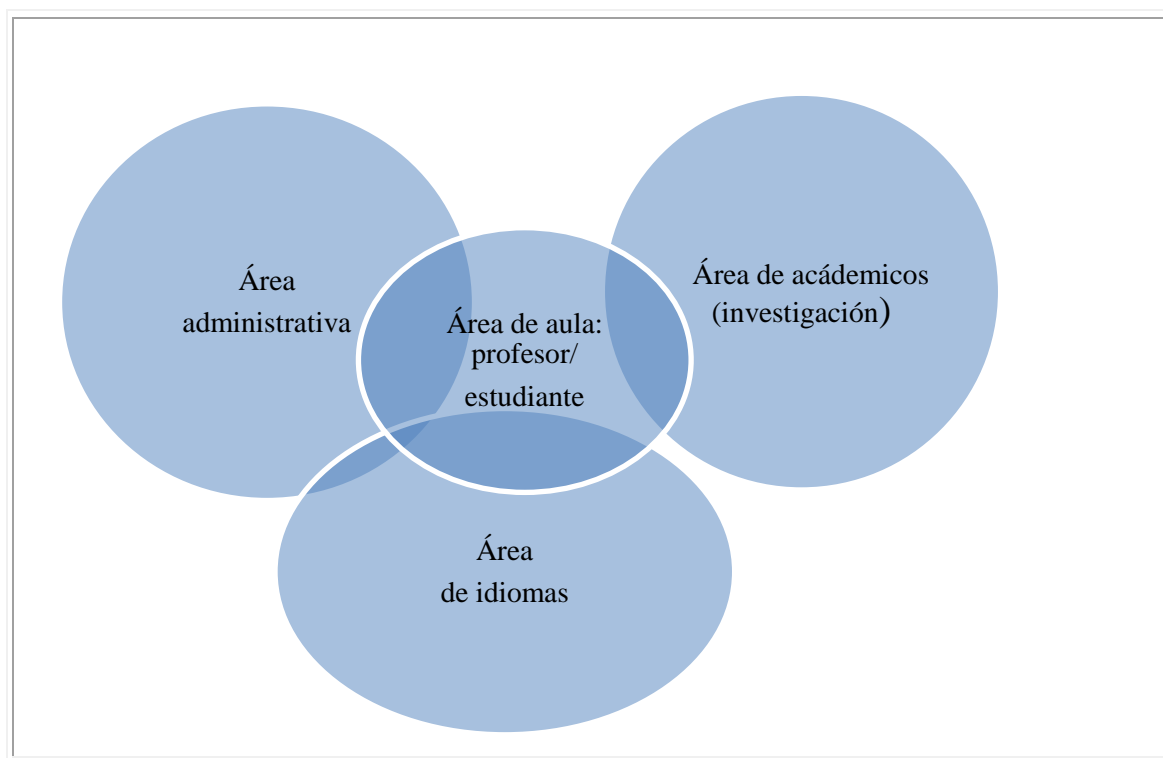 Área
administrativa
Área de aula:
profesor/
estudiante
Área de acádemicos
(investigación)
Área
de idiomas